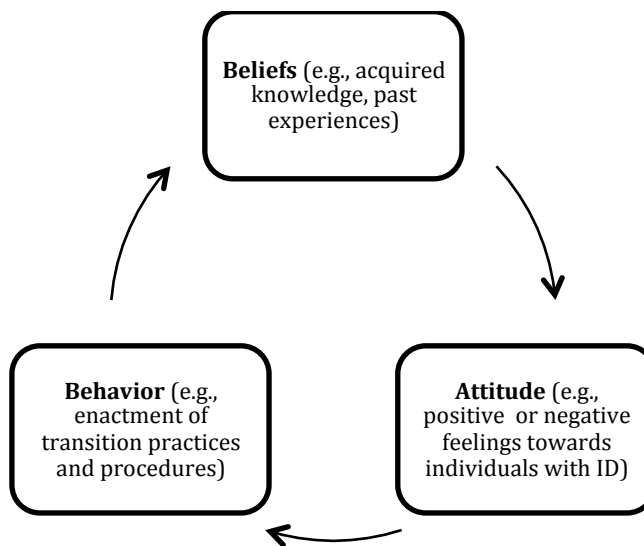 Beliefs (e.g., acquired
knowledge, past
experiences)
Behavior (e.g.,
enactment of
transition practices
and procedures)
Attitude (e.g.,
positive or negative
feelings towards
individuals with ID)